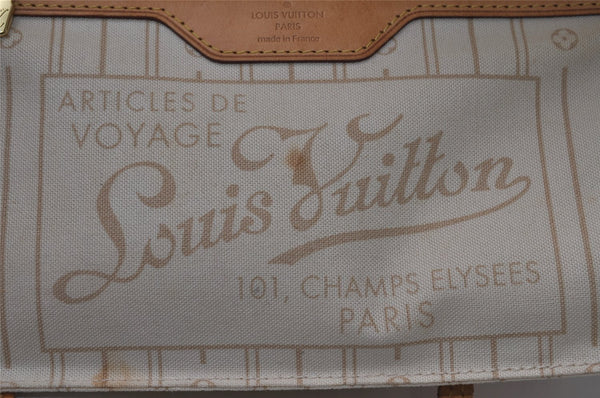 LOUIS VUITTON
PARIS
made in France
ARTICLES DE
VOYAGE
Louis Vuitton
101, CHAMPS ELYSEES
PARIS